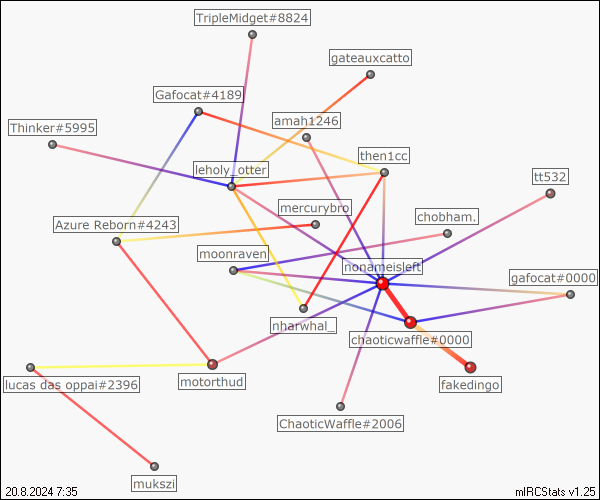 TripleMidget#8824
gateauxcatto
Gafocat#4189
amah1246
Thinker#5995
then1cc
leholy_otter
tt532
mercurybro
chobham.
Azure Reborn#4243
moonraven
nonameisleft
gafocat#0000
nharwhal_
chaoticwaffle#0000
lucas das oppai#2396
motorthud
fakedingo
ChaoticWaffle#2006
mukszi
20.8.2024 7:35
mIRCStats v1.25